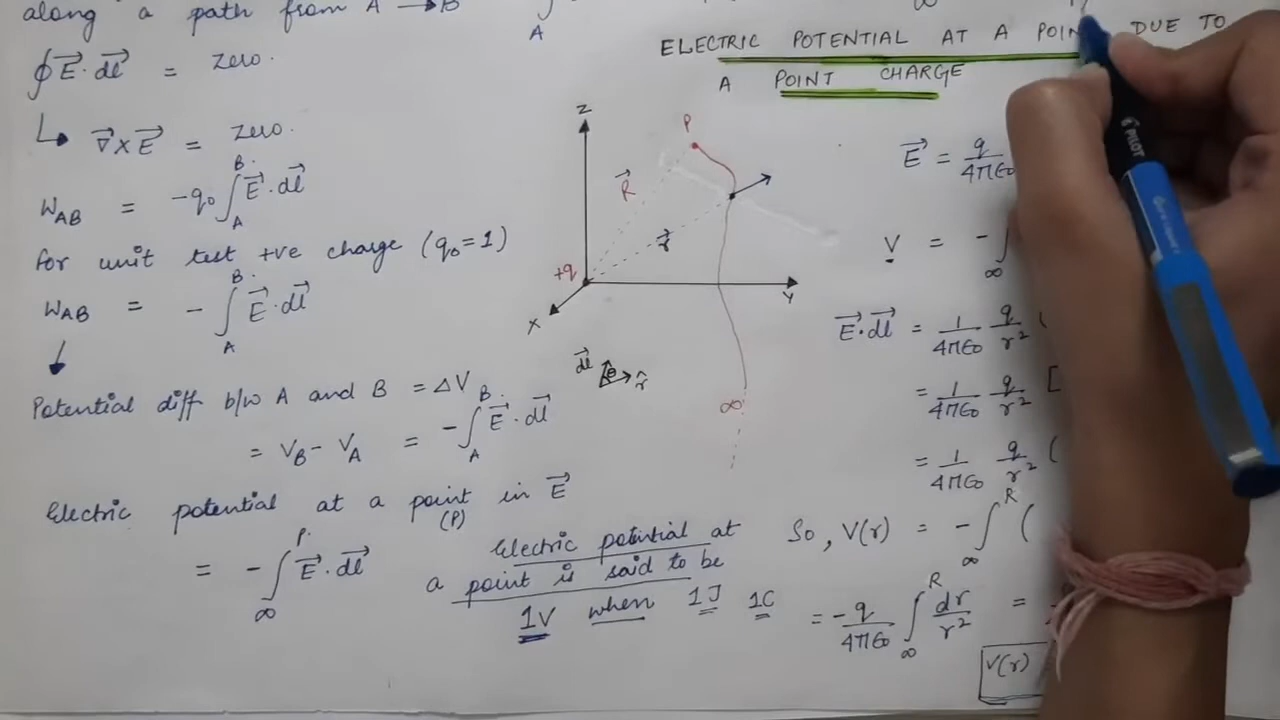 along a path from A → B
A
∞
∮ E⃗ · dl⃗ = zero.
↳ ∇⃗ × E⃗ = zero.
W_AB = -q₀ ∫_A^B E⃗ · dl⃗
for unit test +ve charge (q₀=1)
W_AB = - ∫_A^B E⃗ · dl⃗
↓
Potential diff b/w A and B = ΔV
= V_B - V_A = - ∫_A^B E⃗ · dl⃗
Electric potential at a point in E⃗
(P)
= - ∫_∞^P E⃗ · dl⃗
Electric potintial at
a point is said to be
1V when 1J 1C
ELECTRIC POTENTIAL AT A POIN DUE TO
A POINT CHARGE
Z
P
R⃗
r⃗
+q
X
Y
dl⃗
θ
r̂
∞
E⃗ = q/4πε₀
V = - ∫_∞
E⃗ · dl⃗ = 1/4πε₀ q/r² (
= 1/4πε₀ q/r² [
= 1/4πε₀ q/r² (
So, V(r) = - ∫_∞^R (
= -q/4πε₀ ∫_∞^R dr/r² =
V(r)
PILOT